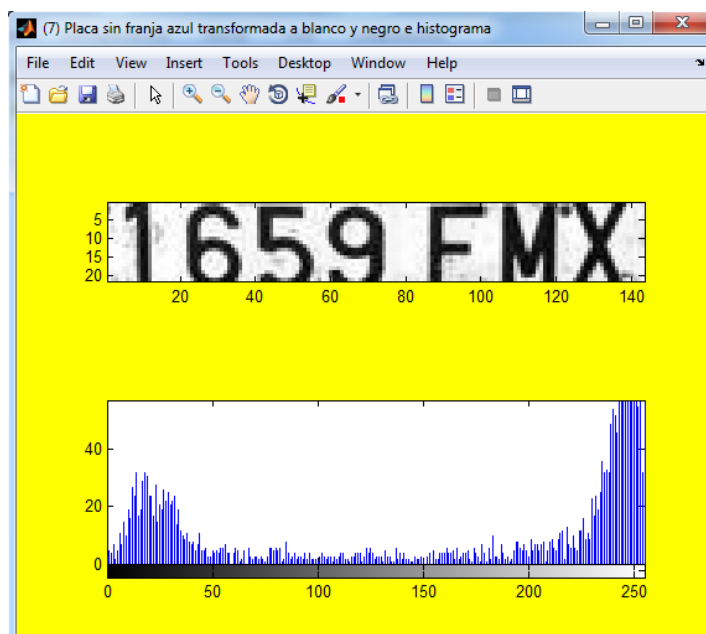 (7) Placa sin franja azul transformada a blanco y negro e histograma
File Edit View Insert Tools Desktop Window Help
5
10
15
20
1659 FMX
20 40 60 80 100 120 140
40
20
0
0 50 100 150 200 250